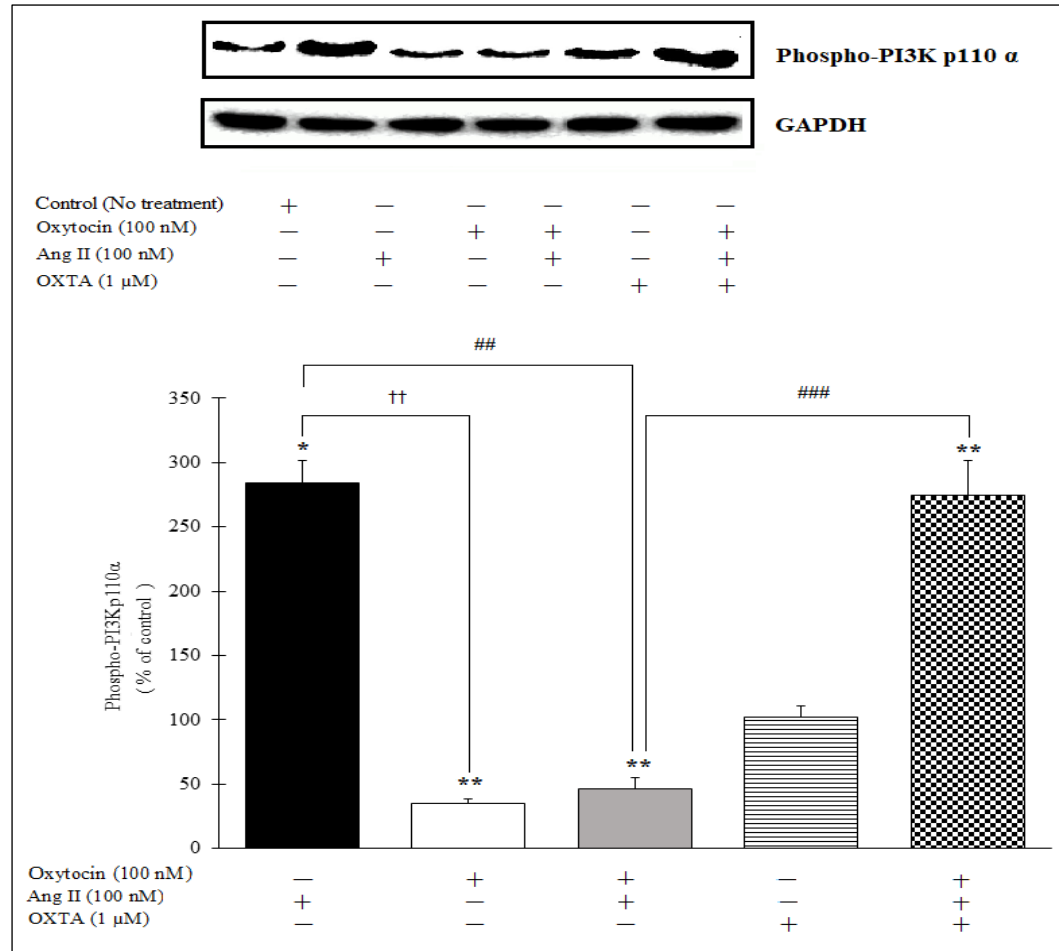 Phospho-PI3K p110 α
GAPDH
Control (No treatment) + – – – – –
Oxytocin (100 nM) – – + + – +
Ang II (100 nM) – + – + – +
OXTA (1 µM) – – – – + +
##
††
###
*
**
**
**
350
300
250
200
150
100
50
0
Phospho-PI3Kp110α
( % of control )
Oxytocin (100 nM) – + + – +
Ang II (100 nM) + – + – +
OXTA (1 µM) – – – + +